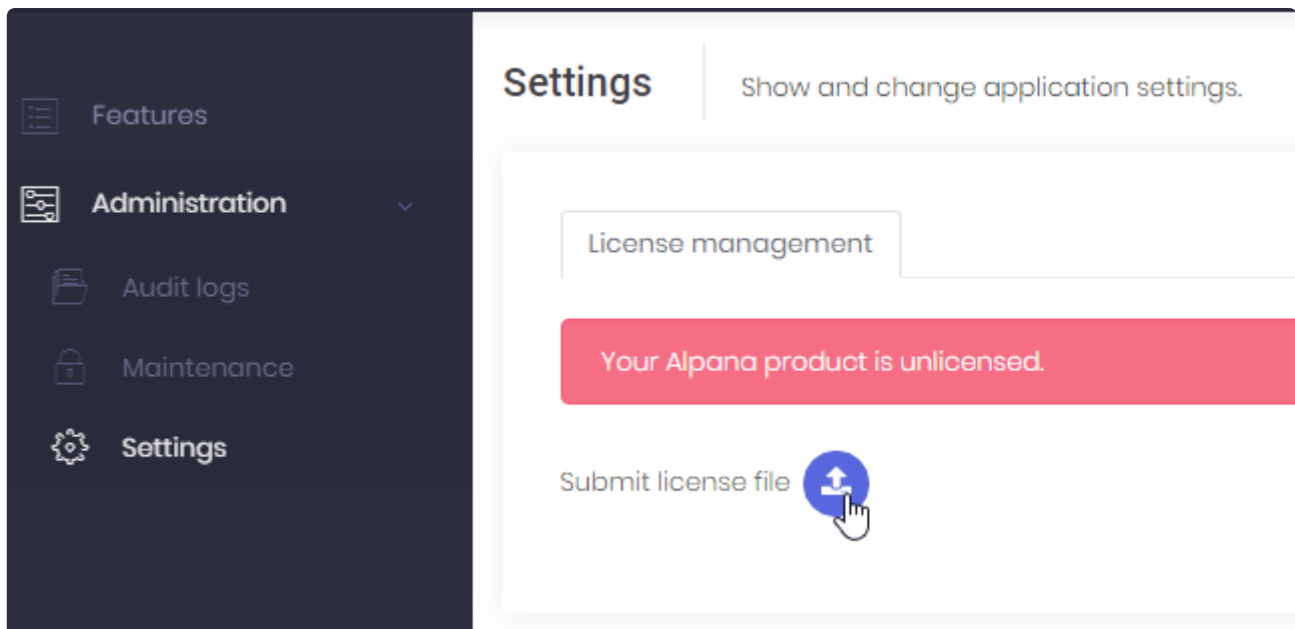 Features
Administration
Audit logs
Maintenance
Settings
Settings
Show and change application settings.
License management
Your Alpana product is unlicensed.
Submit license file